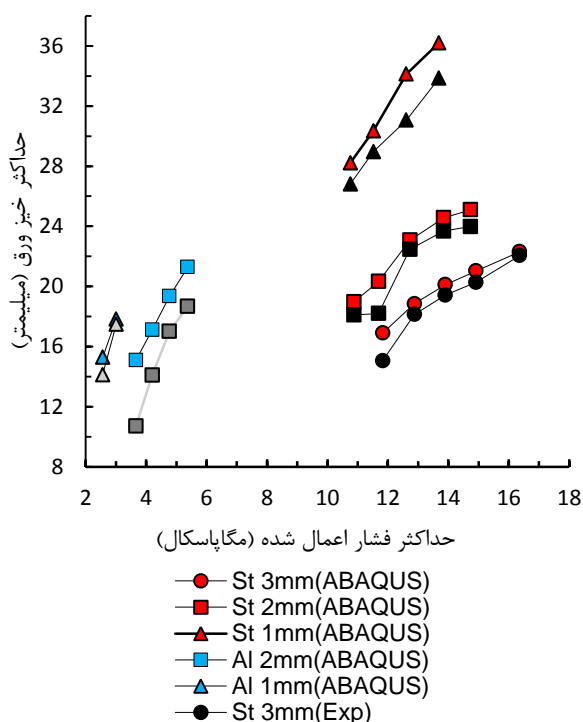 36
32
28
24
20
16
12
8
حداکثر خیز ورق (میلیمتر)
2 4 6 8 10 12 14 16 18
حداکثر فشار اعمال شده (مگاپاسکال)
St 3mm(ABAQUS)
St 2mm(ABAQUS)
St 1mm(ABAQUS)
Al 2mm(ABAQUS)
Al 1mm(ABAQUS)
St 3mm(Exp)